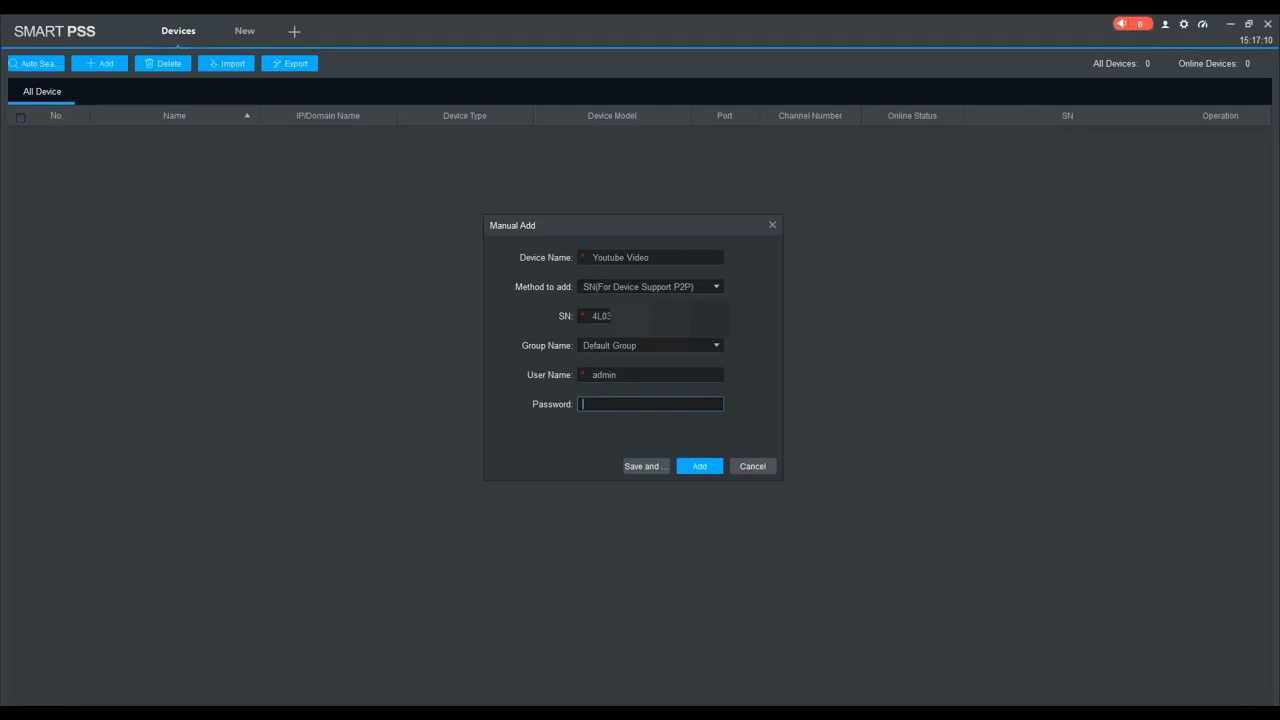 SMART PSS
Devices
New
0
15:17:10
Auto Sea...
Add
Delete
Import
Export
All Devices: 0
Online Devices: 0
All Device
No.
Name
IP/Domain Name
Device Type
Device Model
Port
Channel Number
Online Status
SN
Operation
Manual Add
Device Name: * Youtube Video
Method to add: SN(For Device Support P2P)
SN: * 4L03
Group Name: Default Group
User Name: * admin
Password:
Save and ...
Add
Cancel